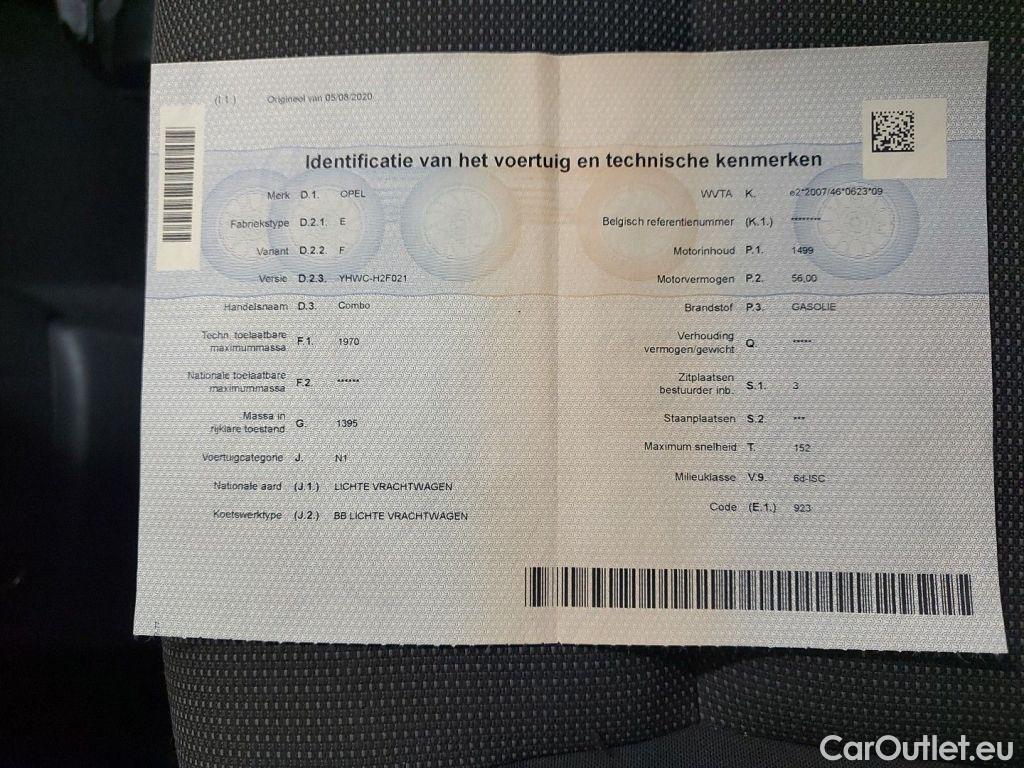 (I.1.) Origineel van 05/08/2020
Identificatie van het voertuig en technische kenmerken
Merk D.1. OPEL
Fabriekstype D.2.1. E
Variant D.2.2. F
Versie D.2.3. YHWC-H2F021
Handelsnaam D.3. Combo
Techn. toelaatbare
maximummassa F.1. 1970
Nationale toelaatbare
maximummassa F.2. ******
Massa in
rijklare toestand G. 1395
Voertuigcategorie J. N1
Nationale aard (J.1.) LICHTE VRACHTWAGEN
Koetswerktype (J.2.) BB LICHTE VRACHTWAGEN
WVTA K. e2*2007/46*0623*09
Belgisch referentienummer (K.1.) ********
Motorinhoud P.1. 1499
Motorvermogen P.2. 56,00
Brandstof P.3. GASOLIE
Verhouding
vermogen/gewicht Q. *****
Zitplaatsen
bestuurder inb. S.1. 3
Staanplaatsen S.2. ***
Maximum snelheid T. 152
Milieuklasse V.9. 6d-ISC
Code (E.1.) 923
CarOutlet.eu